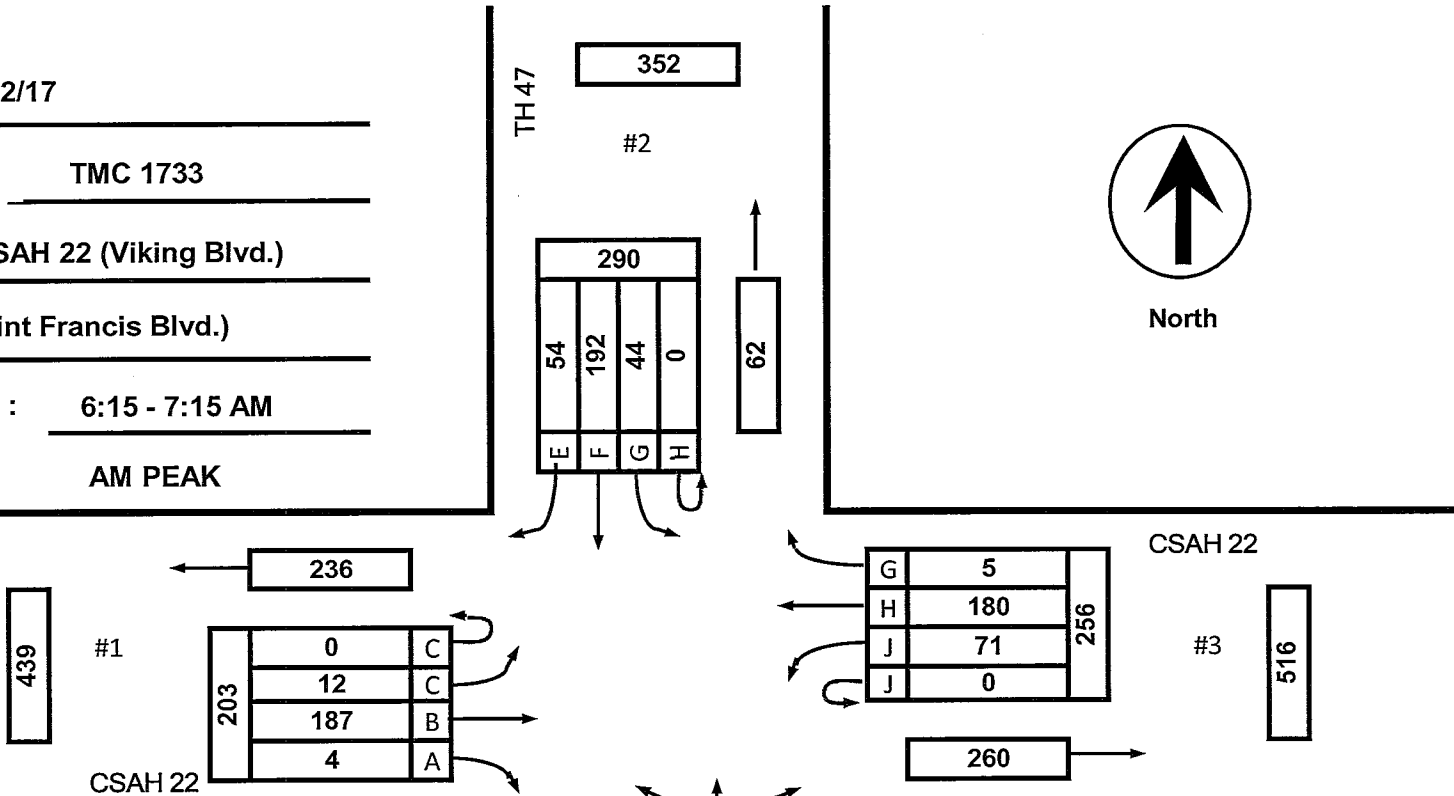 2/17
TMC 1733
SAH 22 (Viking Blvd.)
int Francis Blvd.)
: 6:15 - 7:15 AM
AM PEAK
TH 47
352
#2
290
54 192 44 0
E F G H
62
North
236
439
#1
203
0 C
12 C
187 B
4 A
CSAH 22
CSAH 22
G 5
H 180
J 71
J 0
256
#3
516
260